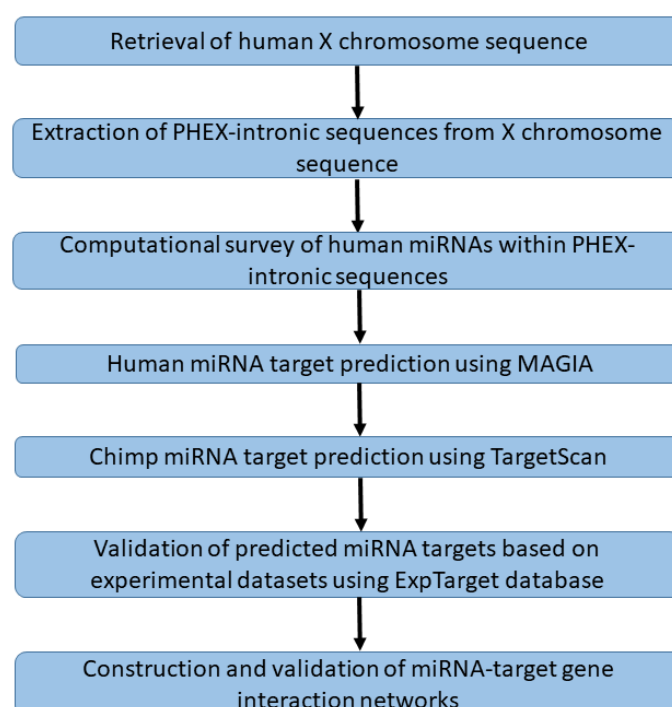 Retrieval of human X chromosome sequence
Extraction of PHEX-intronic sequences from X chromosome
sequence
Computational survey of human miRNAs within PHEX-
intronic sequences
Human miRNA target prediction using MAGIA
Chimp miRNA target prediction using TargetScan
Validation of predicted miRNA targets based on
experimental datasets using ExpTarget database
Construction and validation of miRNA-target gene
interaction networks